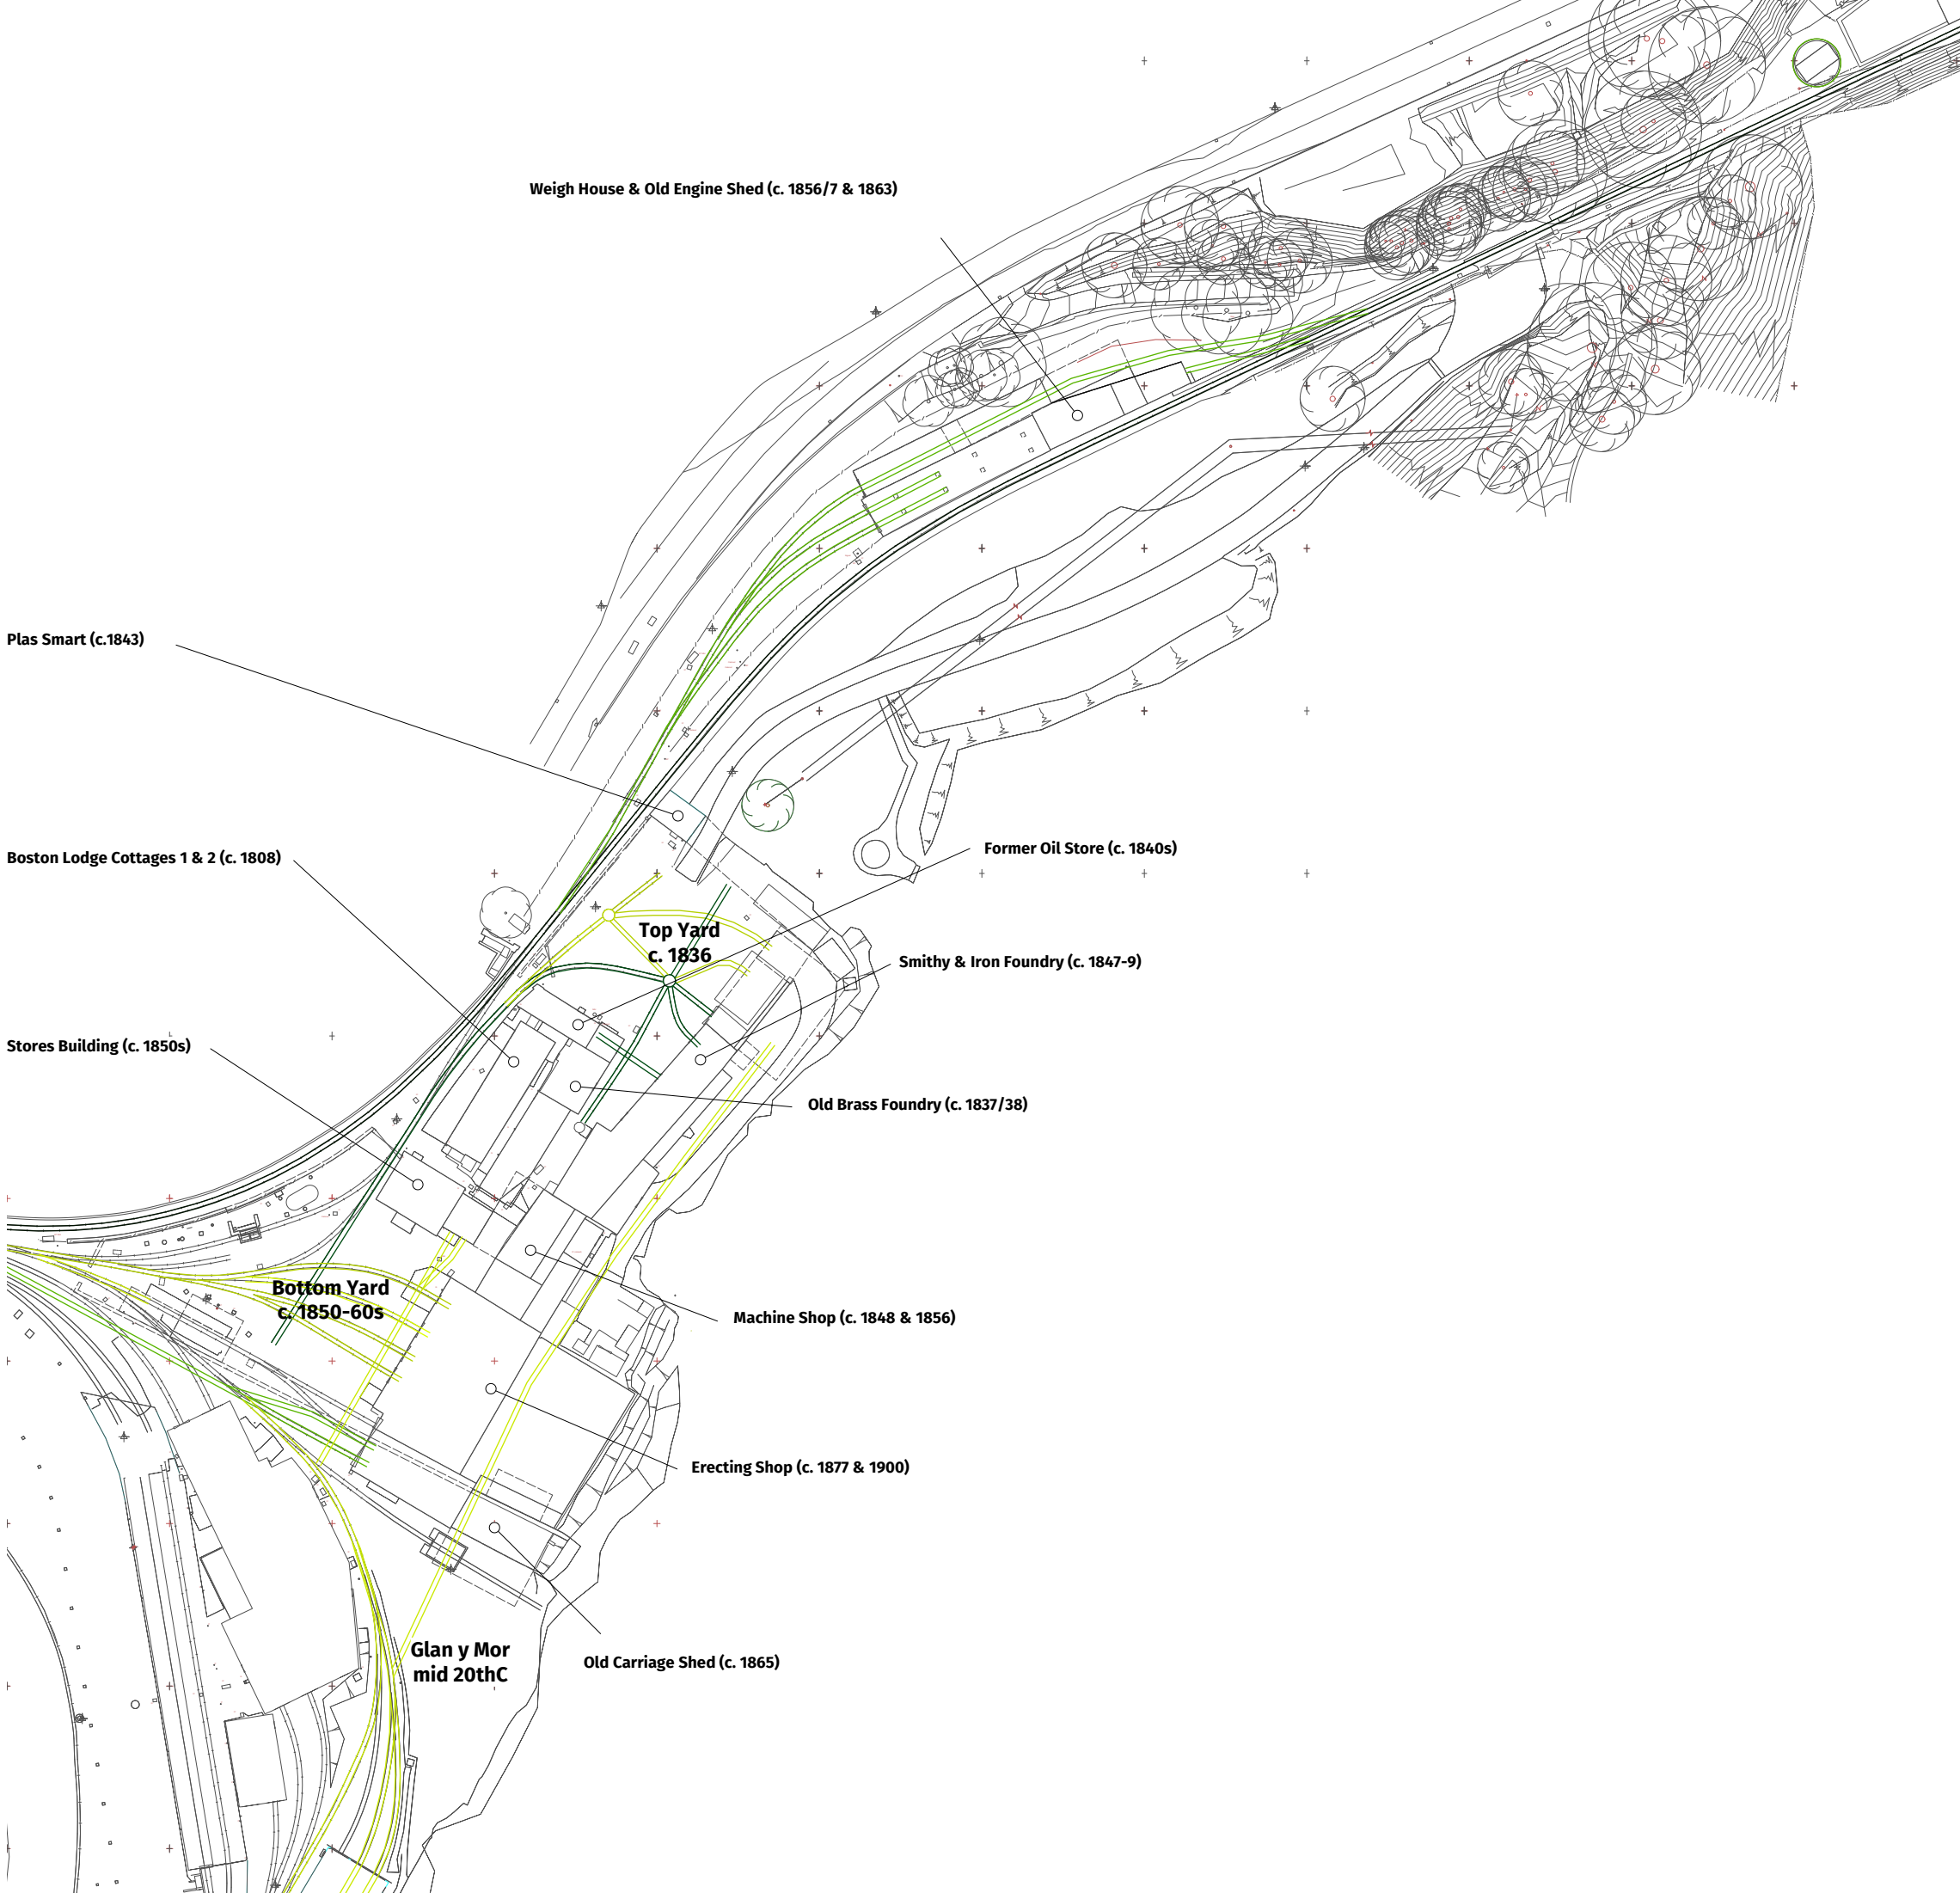 Weigh House & Old Engine Shed (c. 1856/7 & 1863)
Plas Smart (c.1843)
Boston Lodge Cottages 1 & 2 (c. 1808)
Former Oil Store (c. 1840s)
Top Yard
c. 1836
Smithy & Iron Foundry (c. 1847-9)
Stores Building (c. 1850s)
Old Brass Foundry (c. 1837/38)
Bottom Yard
c. 1850-60s
Machine Shop (c. 1848 & 1856)
Erecting Shop (c. 1877 & 1900)
Glan y Mor
mid 20thC
Old Carriage Shed (c. 1865)